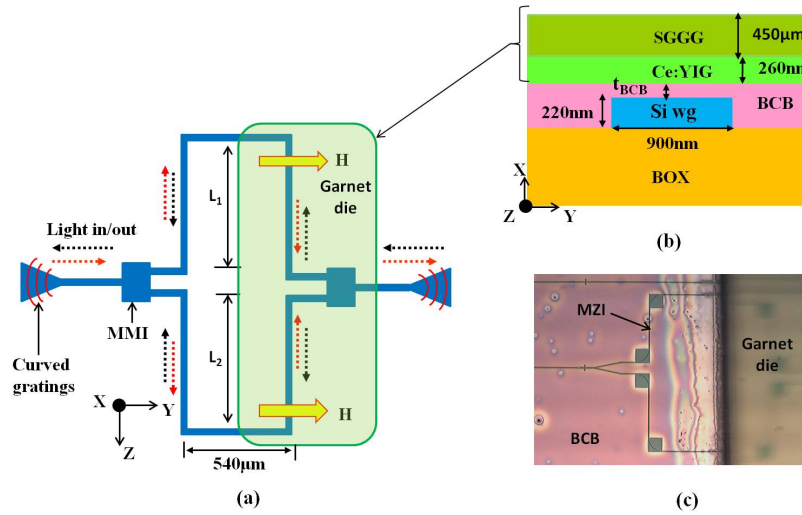 H
L₁
Garnet
die
Light in/out
MMI
Curved
gratings
L₂
X
Y
Z
H
540μm
(a)
SGGG
450μm
Ce:YIG
260nm
tBCB
220nm
Si wg
BCB
900nm
BOX
X
Z
Y
(b)
MZI
Garnet
die
BCB
(c)